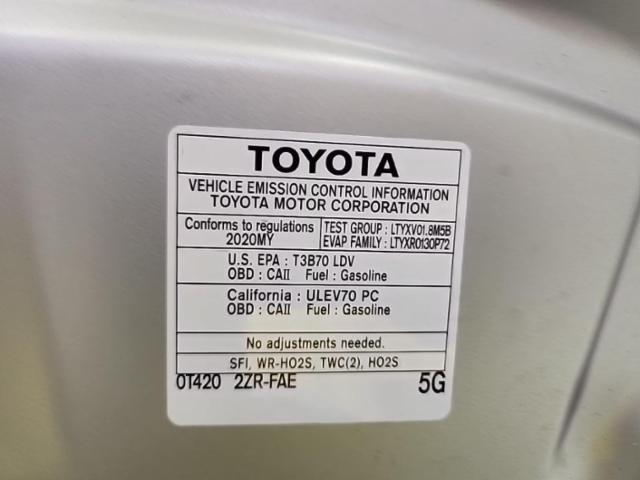 TOYOTA
VEHICLE EMISSION CONTROL INFORMATION
TOYOTA MOTOR CORPORATION
Conforms to regulations
2020MY
TEST GROUP : LTYXV01.8M5B
EVAP FAMILY : LTYXR0130P72
U.S. EPA : T3B70 LDV
OBD : CAII Fuel : Gasoline
California : ULEV70 PC
OBD : CAII Fuel : Gasoline
No adjustments needed.
SFI, WR-HO2S, TWC(2), HO2S
0T420 2ZR-FAE 5G